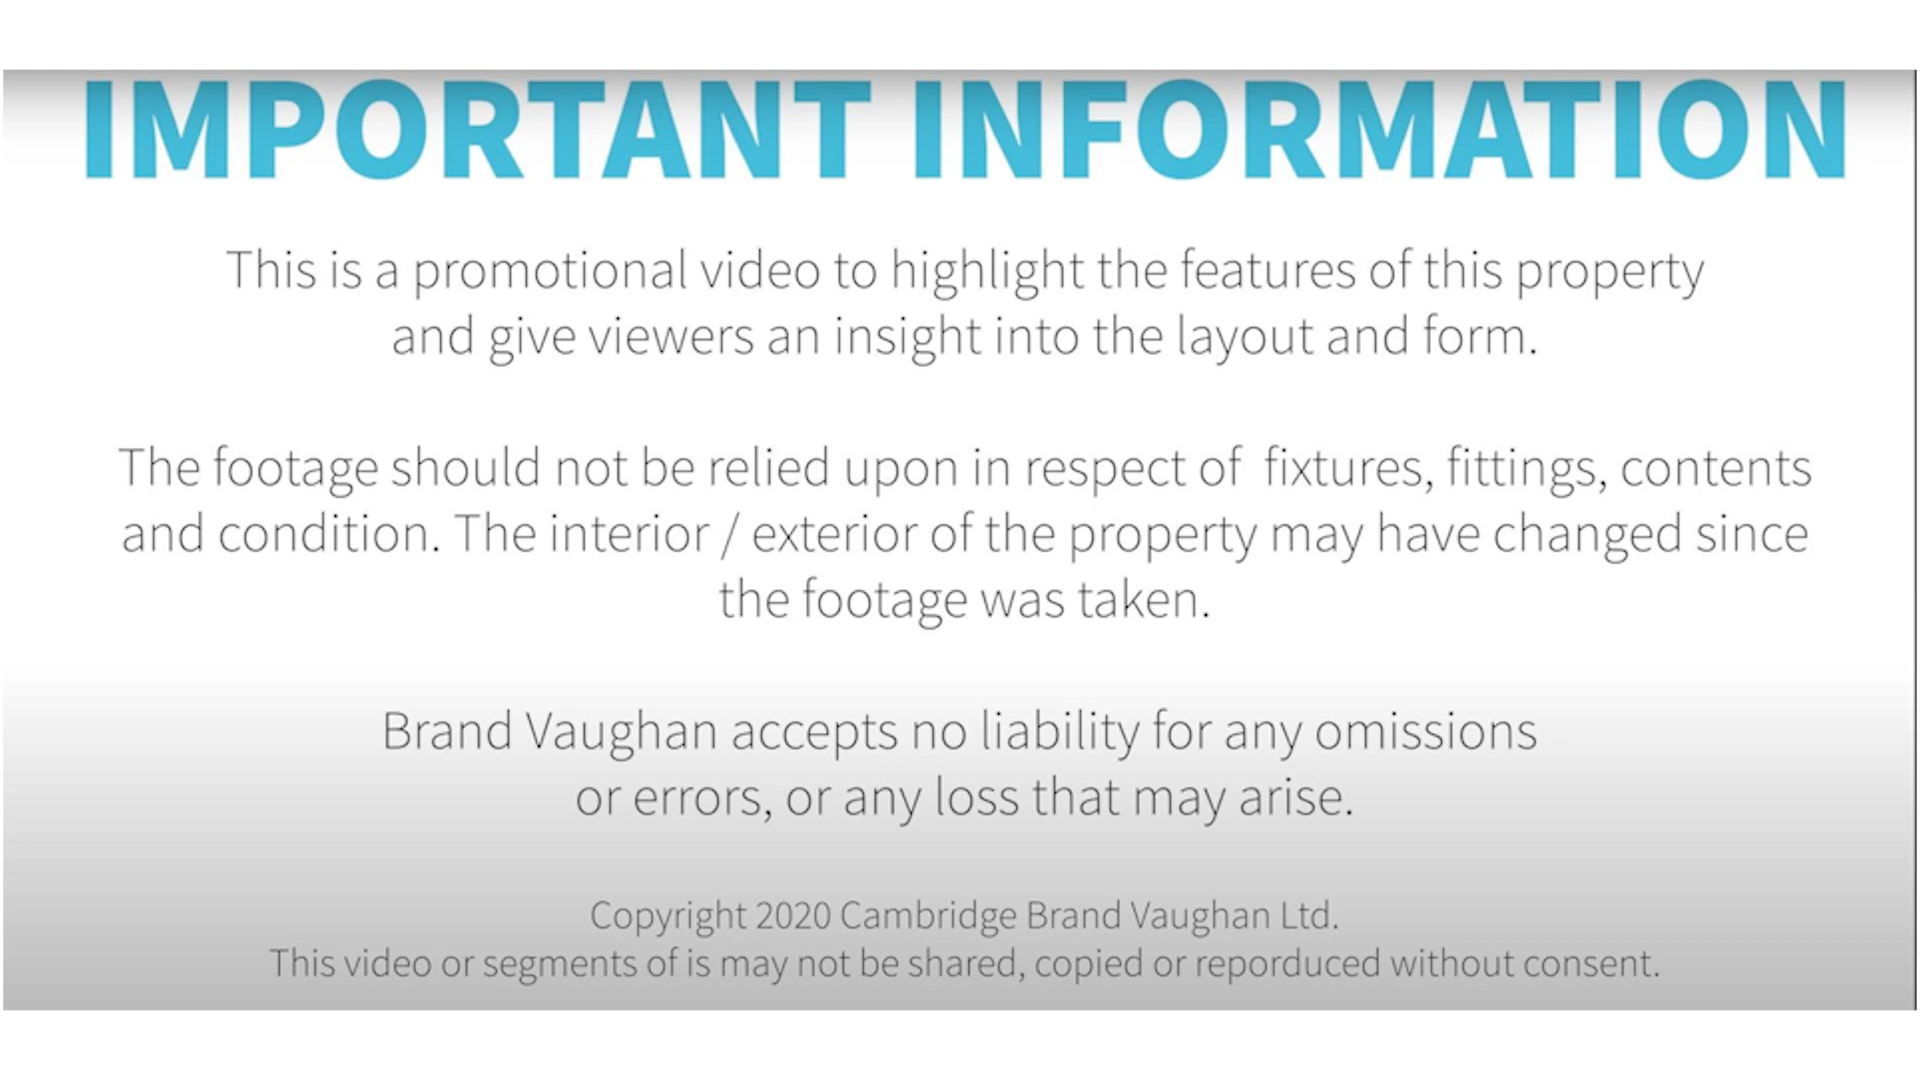 IMPORTANT INFORMATION
This is a promotional video to highlight the features of this property
and give viewers an insight into the layout and form.
The footage should not be relied upon in respect of fixtures, fittings, contents
and condition. The interior / exterior of the property may have changed since
the footage was taken.
Brand Vaughan accepts no liability for any omissions
or errors, or any loss that may arise.
Copyright 2020 Cambridge Brand Vaughan Ltd.
This video or segments of is may not be shared, copied or reporduced without consent.